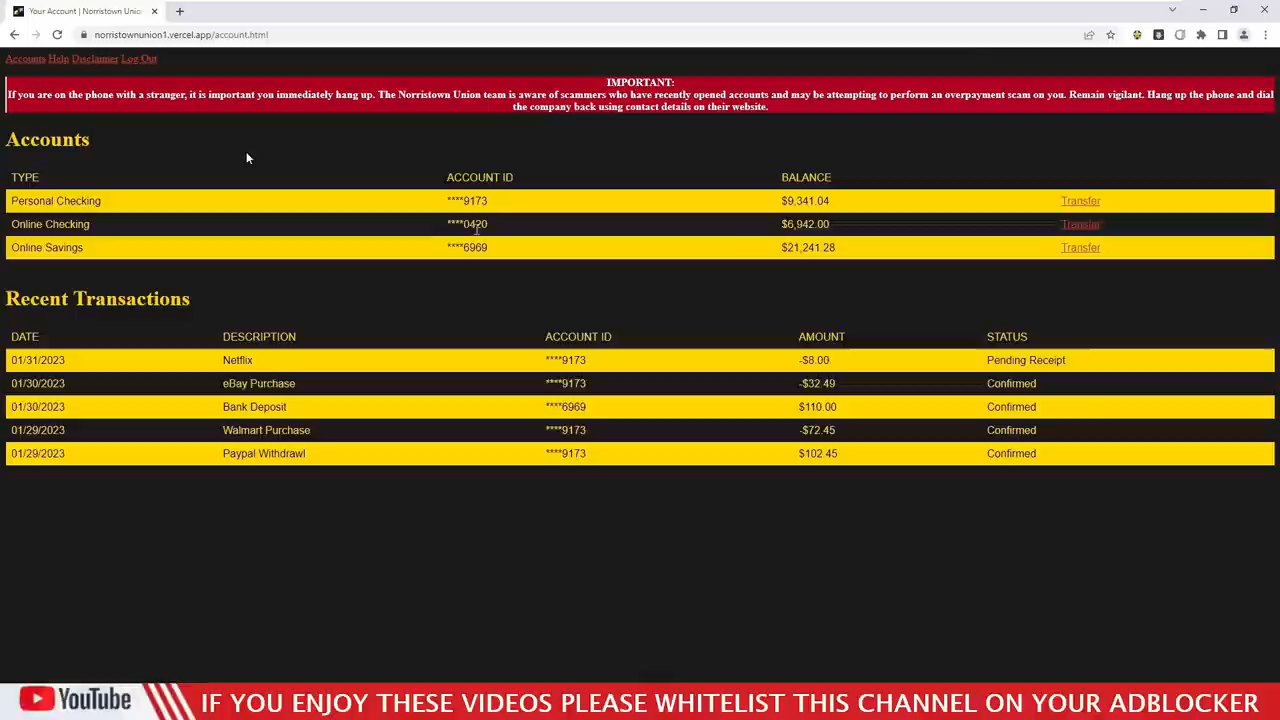 Your Account | Norristown Unio
norristownunion1.vercel.app/account.html
Accounts Help Disclaimer Log Out
IMPORTANT:
If you are on the phone with a stranger, it is important you immediately hang up. The Norristown Union team is aware of scammers who have recently opened accounts and may be attempting to perform an overpayment scam on you. Remain vigilant. Hang up the phone and dial
the company back using contact details on their website.
Accounts
TYPE ACCOUNT ID BALANCE
Personal Checking ****9173 $9,341.04 Transfer
Online Checking ****0420 $6,942.00 Transfer
Online Savings ****6969 $21,241.28 Transfer
Recent Transactions
DATE DESCRIPTION ACCOUNT ID AMOUNT STATUS
01/31/2023 Netflix ****9173 -$8.00 Pending Receipt
01/30/2023 eBay Purchase ****9173 -$32.49 Confirmed
01/30/2023 Bank Deposit ****6969 $110.00 Confirmed
01/29/2023 Walmart Purchase ****9173 -$72.45 Confirmed
01/29/2023 Paypal Withdrawl ****9173 $102.45 Confirmed
YouTube IF YOU ENJOY THESE VIDEOS PLEASE WHITELIST THIS CHANNEL ON YOUR ADBLOCKER